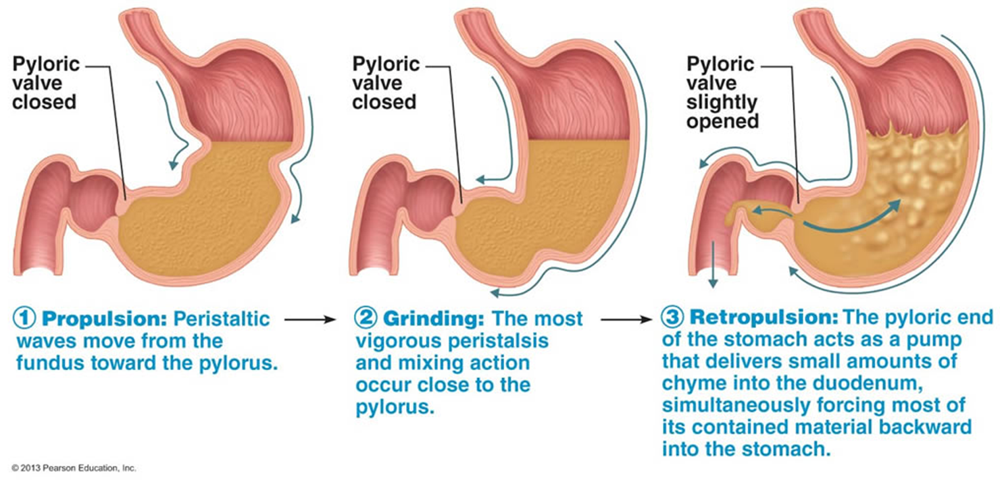 Pyloric
valve
closed
Pyloric
valve
closed
Pyloric
valve
slightly
opened
① Propulsion: Peristaltic
waves move from the
fundus toward the pylorus.
② Grinding: The most
vigorous peristalsis
and mixing action
occur close to the
pylorus.
③ Retropulsion: The pyloric end
of the stomach acts as a pump
that delivers small amounts of
chyme into the duodenum,
simultaneously forcing most of
its contained material backward
into the stomach.
© 2013 Pearson Education, Inc.